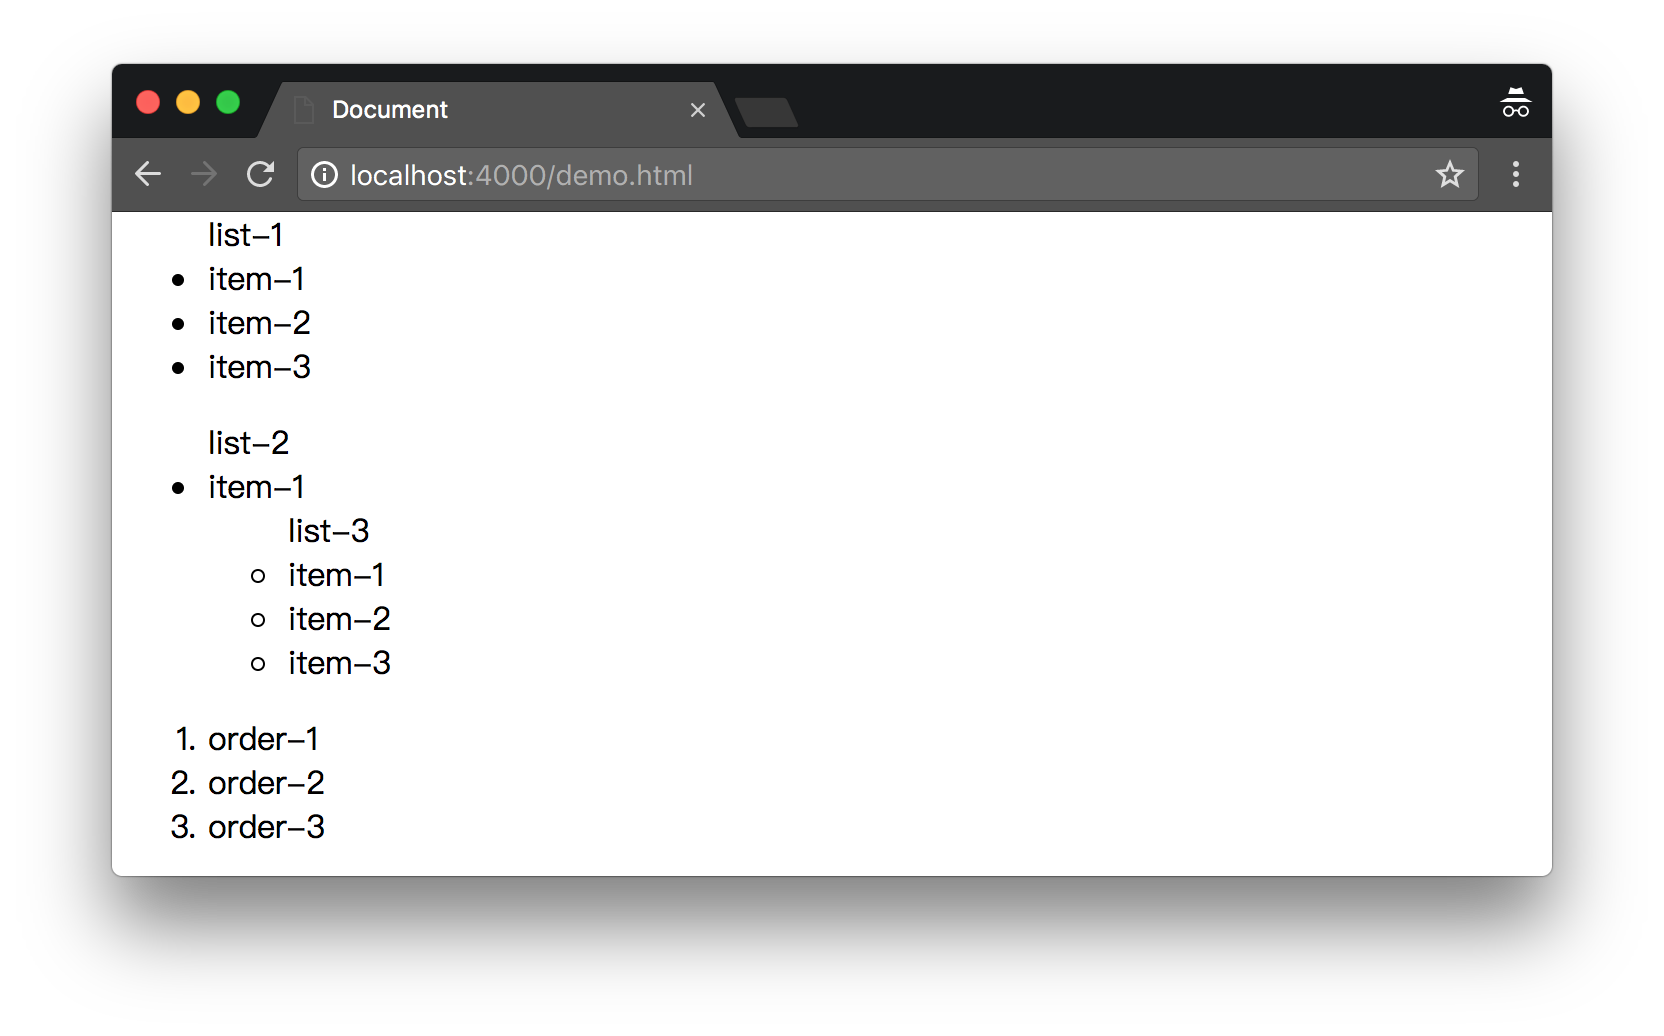 Document
localhost:4000/demo.html
list-1
item-1
item-2
item-3
list-2
item-1
list-3
item-1
item-2
item-3
1. order-1
2. order-2
3. order-3